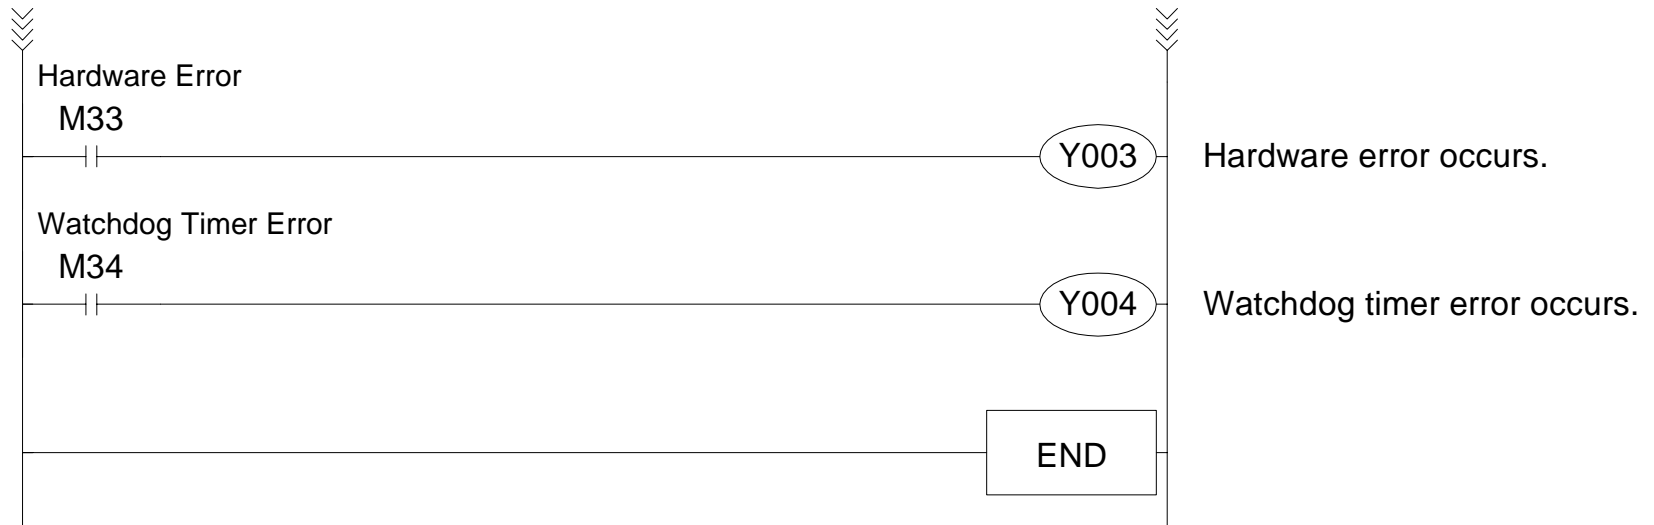 Hardware Error
M33
Y003
Hardware error occurs.
Watchdog Timer Error
M34
Y004
Watchdog timer error occurs.
END